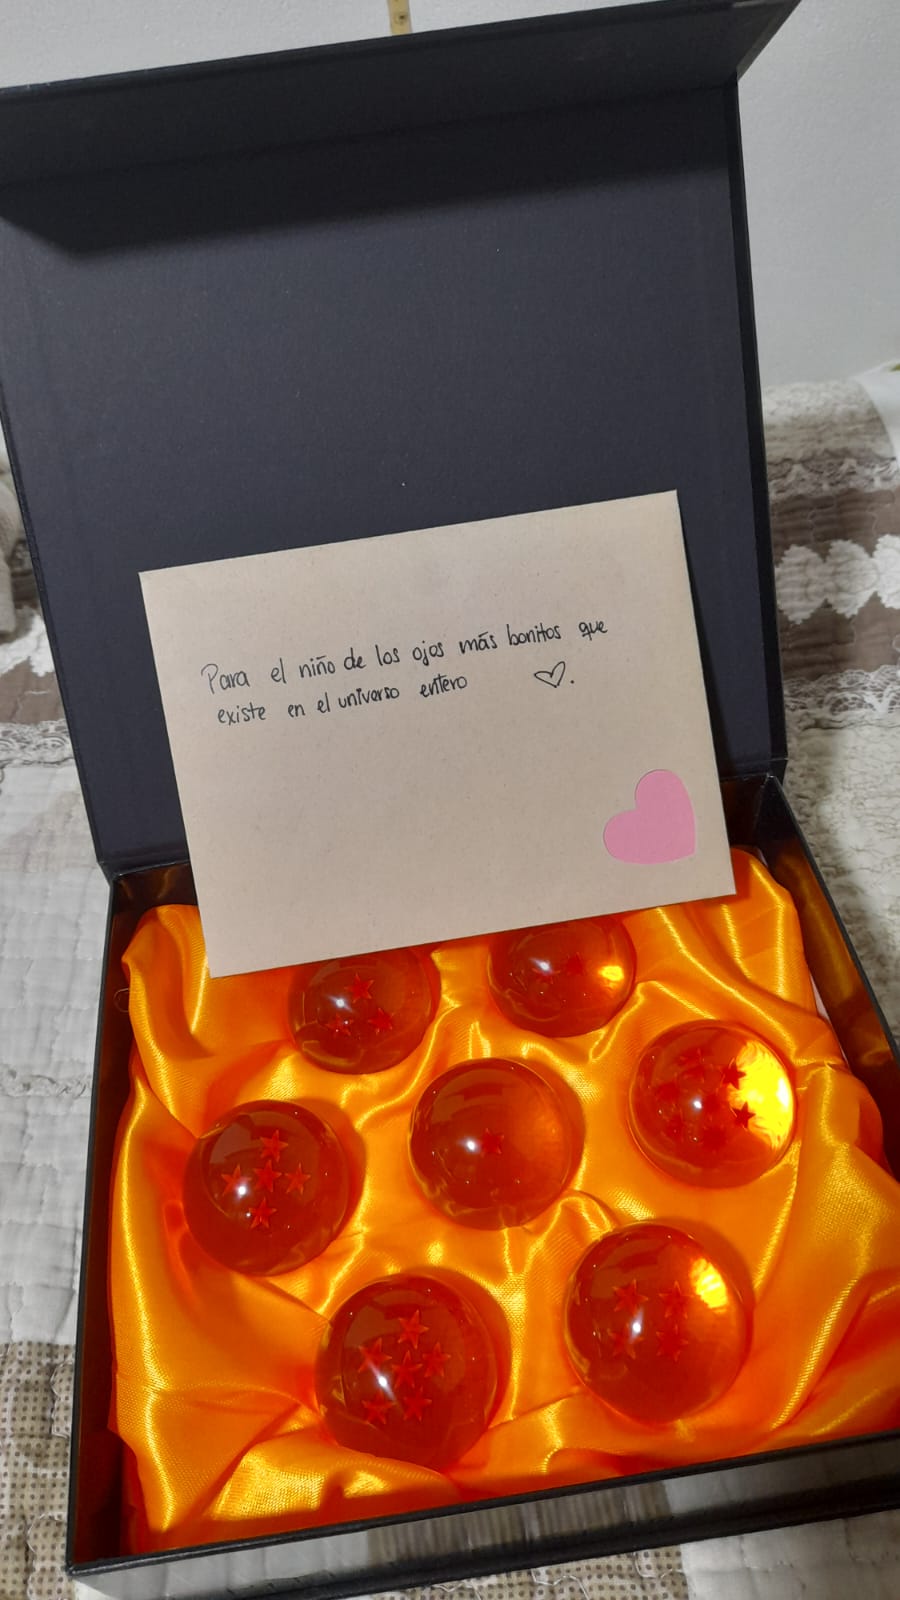 Para el niño de los ojos más bonitos que
existe en el universo entero ♡.